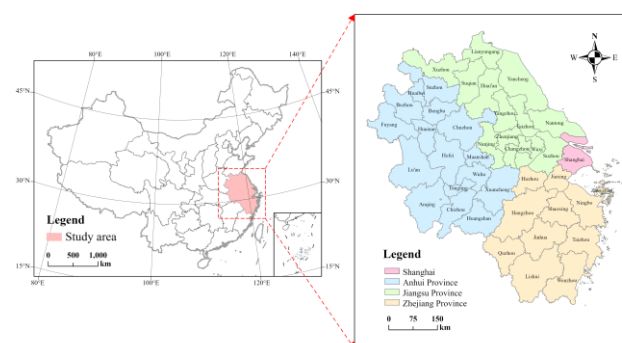 80°E 100°E 120°E 140°E
45°N 45°N
30°N 30°N
15°N 15°N
80°E 100°E 120°E
Legend
Study area
0 500 1,000
km
N
W E
S
Lianyungang
Xuzhou
Suqian Huai'an Yancheng
Huaibei Suzhou
Bozhou Bengbu
Fuyang Huainan Chuzhou
Yangzhou
Taizhou
Zhenjiang Nantong
Nanjing Changzhou Wuxi
Suzhou Shanghai
Hefei Maanshan
Lu'an Wuhu
Tongling Xuancheng
Anqing Chizhou
Huangshan
Huzhou Jiaxing
Hangzhou Shaoxing Ningbo
Jinhua Taizhou
Quzhou
Lishui Wenzhou
Legend
Shanghai
Anhui Province
Jiangsu Province
Zhejiang Province
0 75 150
km